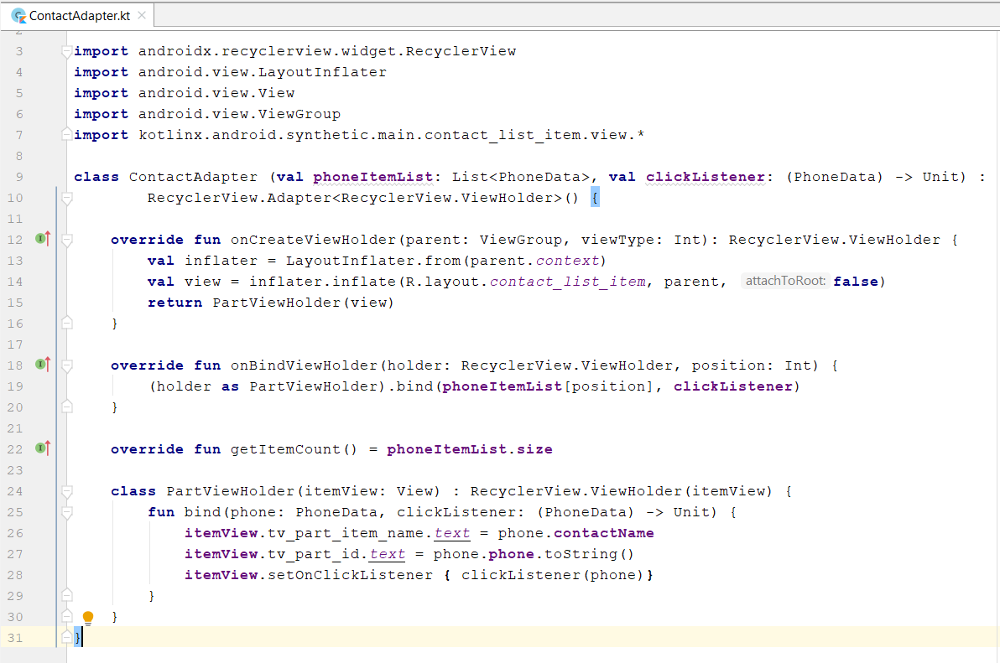 ContactAdapter.kt
3 import androidx.recyclerview.widget.RecyclerView
4 import android.view.LayoutInflater
5 import android.view.View
6 import android.view.ViewGroup
7 import kotlinx.android.synthetic.main.contact_list_item.view.*
8
9 class ContactAdapter (val phoneItemList: List<PhoneData>, val clickListener: (PhoneData) -> Unit) :
10         RecyclerView.Adapter<RecyclerView.ViewHolder>() {
11
12     override fun onCreateViewHolder(parent: ViewGroup, viewType: Int): RecyclerView.ViewHolder {
13         val inflater = LayoutInflater.from(parent.context)
14         val view = inflater.inflate(R.layout.contact_list_item, parent, attachToRoot: false)
15         return PartViewHolder(view)
16     }
17
18     override fun onBindViewHolder(holder: RecyclerView.ViewHolder, position: Int) {
19         (holder as PartViewHolder).bind(phoneItemList[position], clickListener)
20     }
21
22     override fun getItemCount() = phoneItemList.size
23
24     class PartViewHolder(itemView: View) : RecyclerView.ViewHolder(itemView) {
25         fun bind(phone: PhoneData, clickListener: (PhoneData) -> Unit) {
26             itemView.tv_part_item_name.text = phone.contactName
27             itemView.tv_part_id.text = phone.phone.toString()
28             itemView.setOnClickListener { clickListener(phone)}
29         }
30     }
31 }